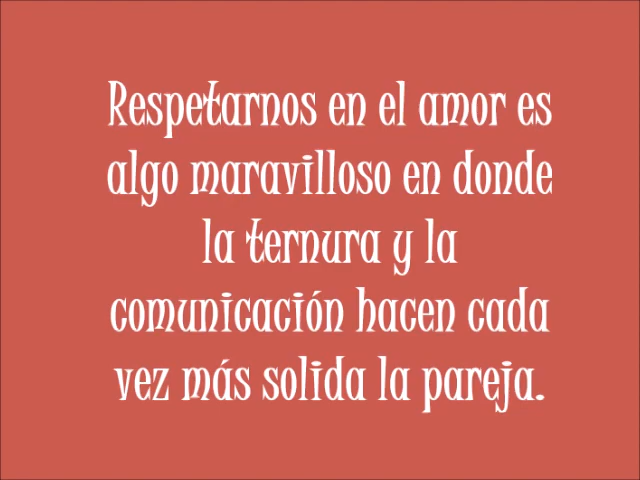 Respetarnos en el amor es
algo maravilloso en donde
la ternura y la
comunicación hacen cada
vez más solida la pareja.